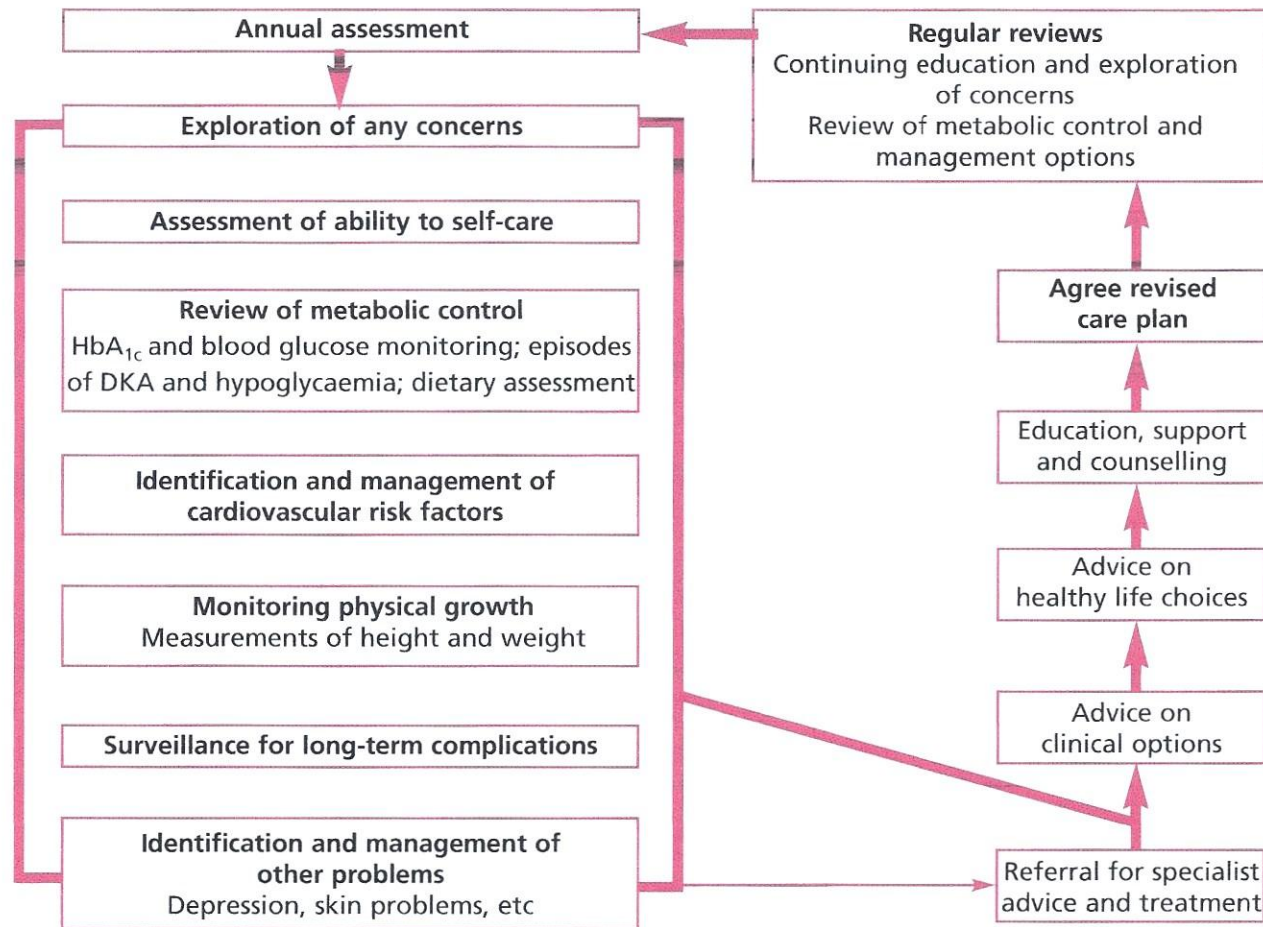 Annual assessment
Exploration of any concerns
Assessment of ability to self-care
Review of metabolic control
HbA1c and blood glucose monitoring; episodes
of DKA and hypoglycaemia; dietary assessment
Identification and management of
cardiovascular risk factors
Monitoring physical growth
Measurements of height and weight
Surveillance for long-term complications
Identification and management of
other problems
Depression, skin problems, etc
Referral for specialist
advice and treatment
Advice on
clinical options
Advice on
healthy life choices
Education, support
and counselling
Agree revised
care plan
Regular reviews
Continuing education and exploration
of concerns
Review of metabolic control and
management options